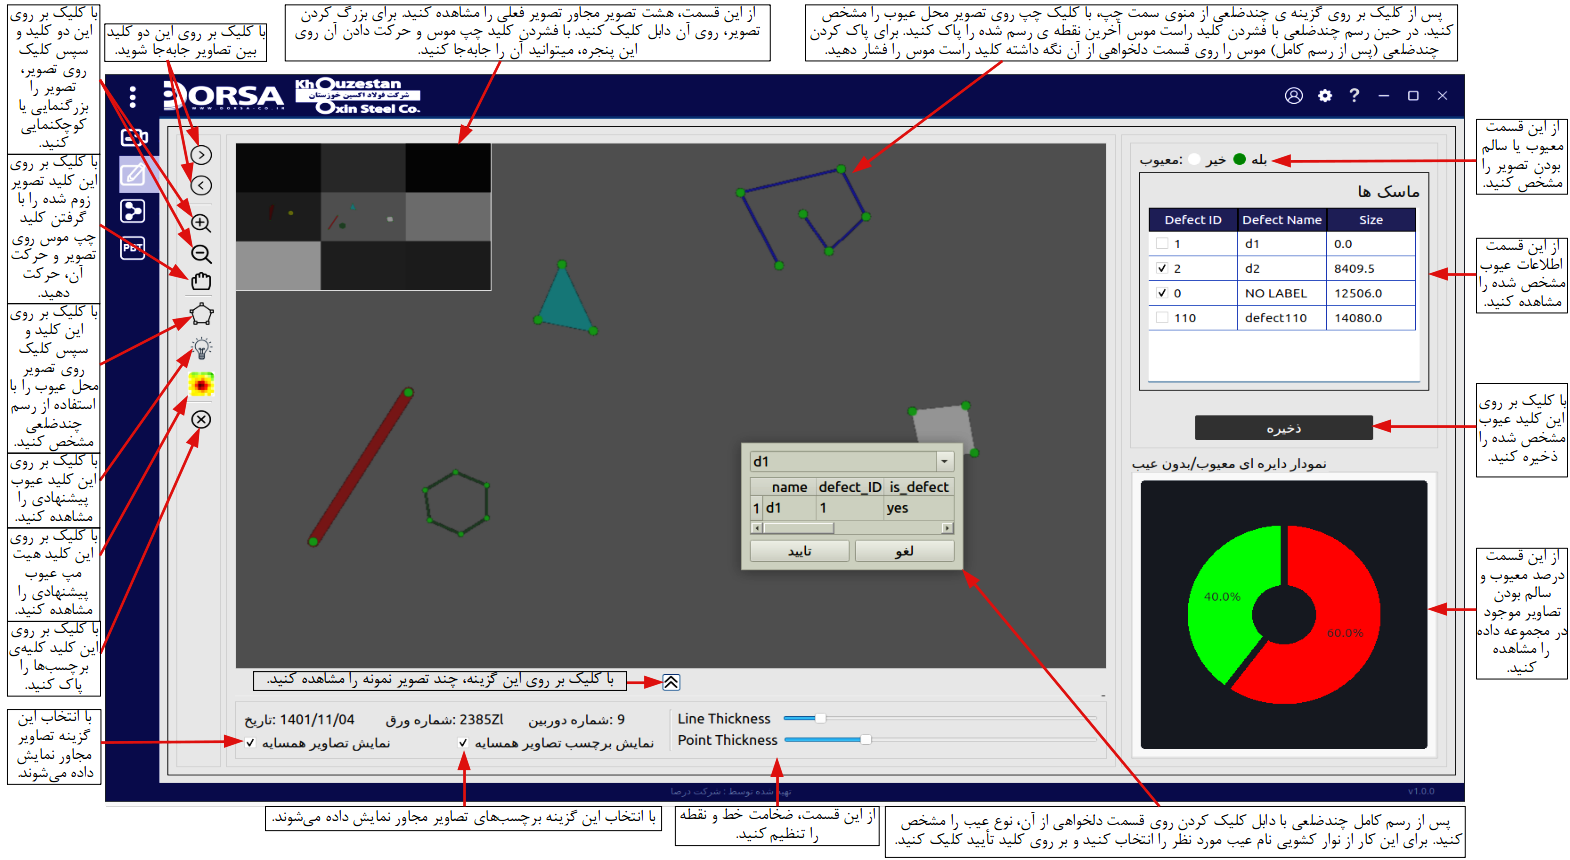 با کلیک بر روی
این دو کلید و
سپس کلیک
روی تصویر،
تصویر را
بزرگنمایی یا
کوچکنمایی
کنید.
با کلیک بر روی این دو کلید
بین تصاویر جابه‌جا شوید.
از این قسمت، هشت تصویر مجاور تصویر فعلی را مشاهده کنید. برای بزرگ کردن
تصویر، روی آن دابل کلیک کنید. با فشردن کلید چپ موس و حرکت دادن آن روی
این پنجره، میتوانید آن را جابه‌جا کنید.
پس از کلیک بر روی گزینه ی چندضلعی از منوی سمت چپ، با کلیک چپ روی تصویر محل عیوب را مشخص
کنید. در حین رسم چندضلعی با فشردن کلید راست موس آخرین نقطه ی رسم شده را پاک کنید. برای پاک کردن
چندضلعی (پس از رسم کامل) موس را روی قسمت دلخواهی از آن نگه داشته کلید راست موس را فشار دهید.
DORSA
WWW.DORSA-CO.IR
Khouzestan
شرکت فولاد اکسین خوزستان
Oxin Steel Co.
PBT
با کلیک بر روی
این کلید تصویر
زوم شده را با
گرفتن کلید
چپ موس روی
تصویر و حرکت
آن، حرکت
دهید.
با کلیک بر روی
این کلید و
سپس کلیک
روی تصویر
محل عیوب را با
استفاده از رسم
چندضلعی
مشخص کنید.
با کلیک بر روی
این کلید عیوب
پیشنهادی را
مشاهده کنید.
با کلیک بر روی
این کلید هیت
مپ عیوب
پیشنهادی را
مشاهده کنید.
با کلیک بر روی
این کلید کلیه‌ی
برچسب‌ها را
پاک کنید.
با انتخاب این
گزینه تصاویر
مجاور نمایش
داده می‌شوند.
معیوب: خیر بله
ماسک ها
Defect ID Defect Name Size
1 d1 0.0
2 d2 8409.5
0 NO LABEL 12506.0
110 defect110 14080.0
ذخیره
نمودار دایره ای معیوب/بدون عیب
40.0%
60.0%
از این قسمت
معیوب یا سالم
بودن تصویر را
مشخص کنید.
از این قسمت
اطلاعات عیوب
مشخص شده را
مشاهده کنید.
با کلیک بر روی
این کلید عیوب
مشخص شده را
ذخیره کنید.
از این قسمت
درصد معیوب و
سالم بودن
تصاویر موجود
در مجموعه داده
را مشاهده
کنید.
d1
name defect_ID is_defect
1 d1 1 yes
تایید لغو
با کلیک بر روی این گزینه، چند تصویر نمونه را مشاهده کنید.
تاریخ: 1401/11/04 شماره ورق: 2385Zl شماره دوربین: 9
نمایش تصاویر همسایه نمایش برچسب تصاویر همسایه
Line Thickness
Point Thickness
تهیه شده توسط : شرکت درصا
v1.0.0
با انتخاب این گزینه برچسب‌های تصاویر مجاور نمایش داده می‌شوند.
از این قسمت، ضخامت خط و نقطه
را تنظیم کنید.
پس از رسم کامل چندضلعی با دابل کلیک کردن روی قسمت دلخواهی از آن، نوع عیب را مشخص
کنید. برای این کار از نوار کشویی نام عیب مورد نظر را انتخاب کنید و بر روی کلید تأیید کلیک کنید.